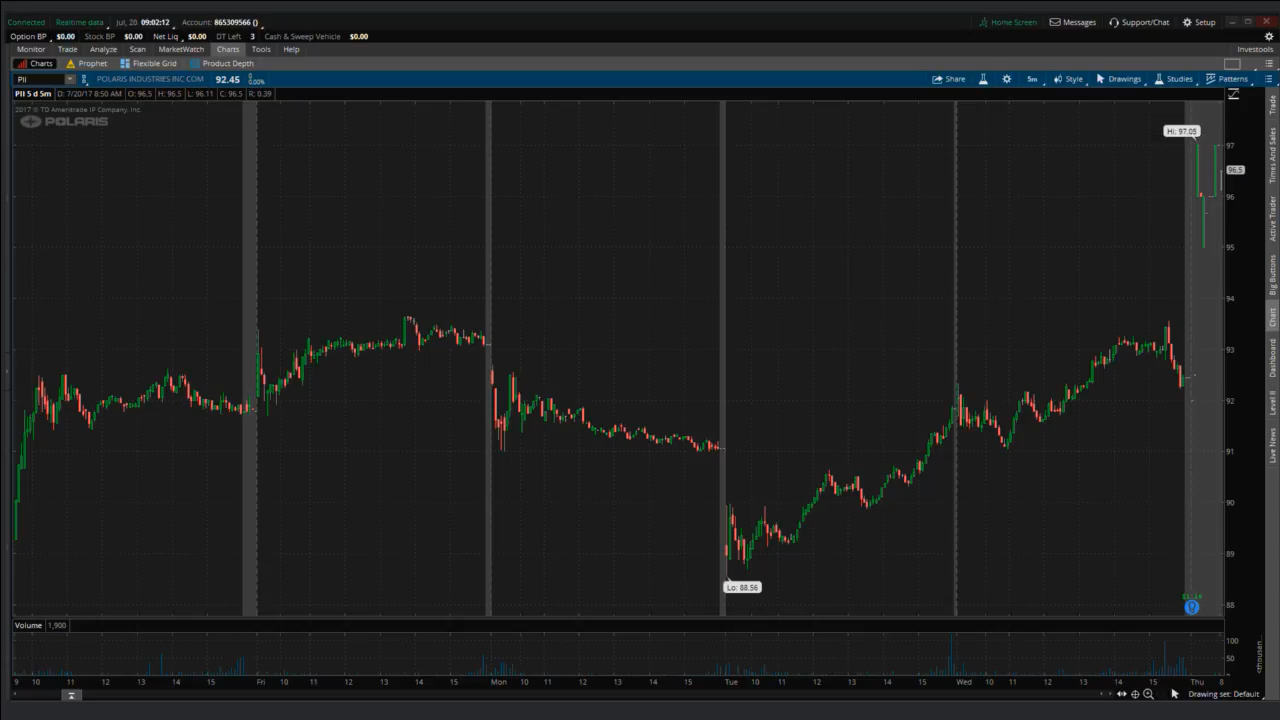 Connected Realtime data Jul, 20 09:02:12 Account: 865309566 ()
Home Screen Messages Support/Chat Setup
Option BP $0.00 Stock BP $0.00 Net Liq $0.00 DT Left 3 Cash & Sweep Vehicle $0.00
Monitor Trade Analyze Scan MarketWatch Charts Tools Help Investools
Charts Prophet Flexible Grid Product Depth
PII POLARIS INDUSTRIES INC COM 92.45 0 0.00% Share 5m Style Drawings Studies Patterns
PII 5 d 5m D: 7/20/17 8:50 AM O: 96.5 H: 96.5 L: 96.11 C: 96.5 R: 0.39
2017 © TD Ameritrade IP Company, Inc.
POLARIS
Hi: 97.05
97
96.5
96
95
94
93
92
91
90
89
88
Lo: 88.56
Trade
Times And Sales
Active Trader
Big Buttons
Chart
Dashboard
Level II
Live News
Volume 1,900
100
50
9 10 11 12 13 14 15 Fri 10 11 12 13 14 15 Mon 10 11 12 13 14 15 Tue 10 11 12 13 14 15 Wed 10 11 12 13 14 15 Thu 8
Drawing set: Default